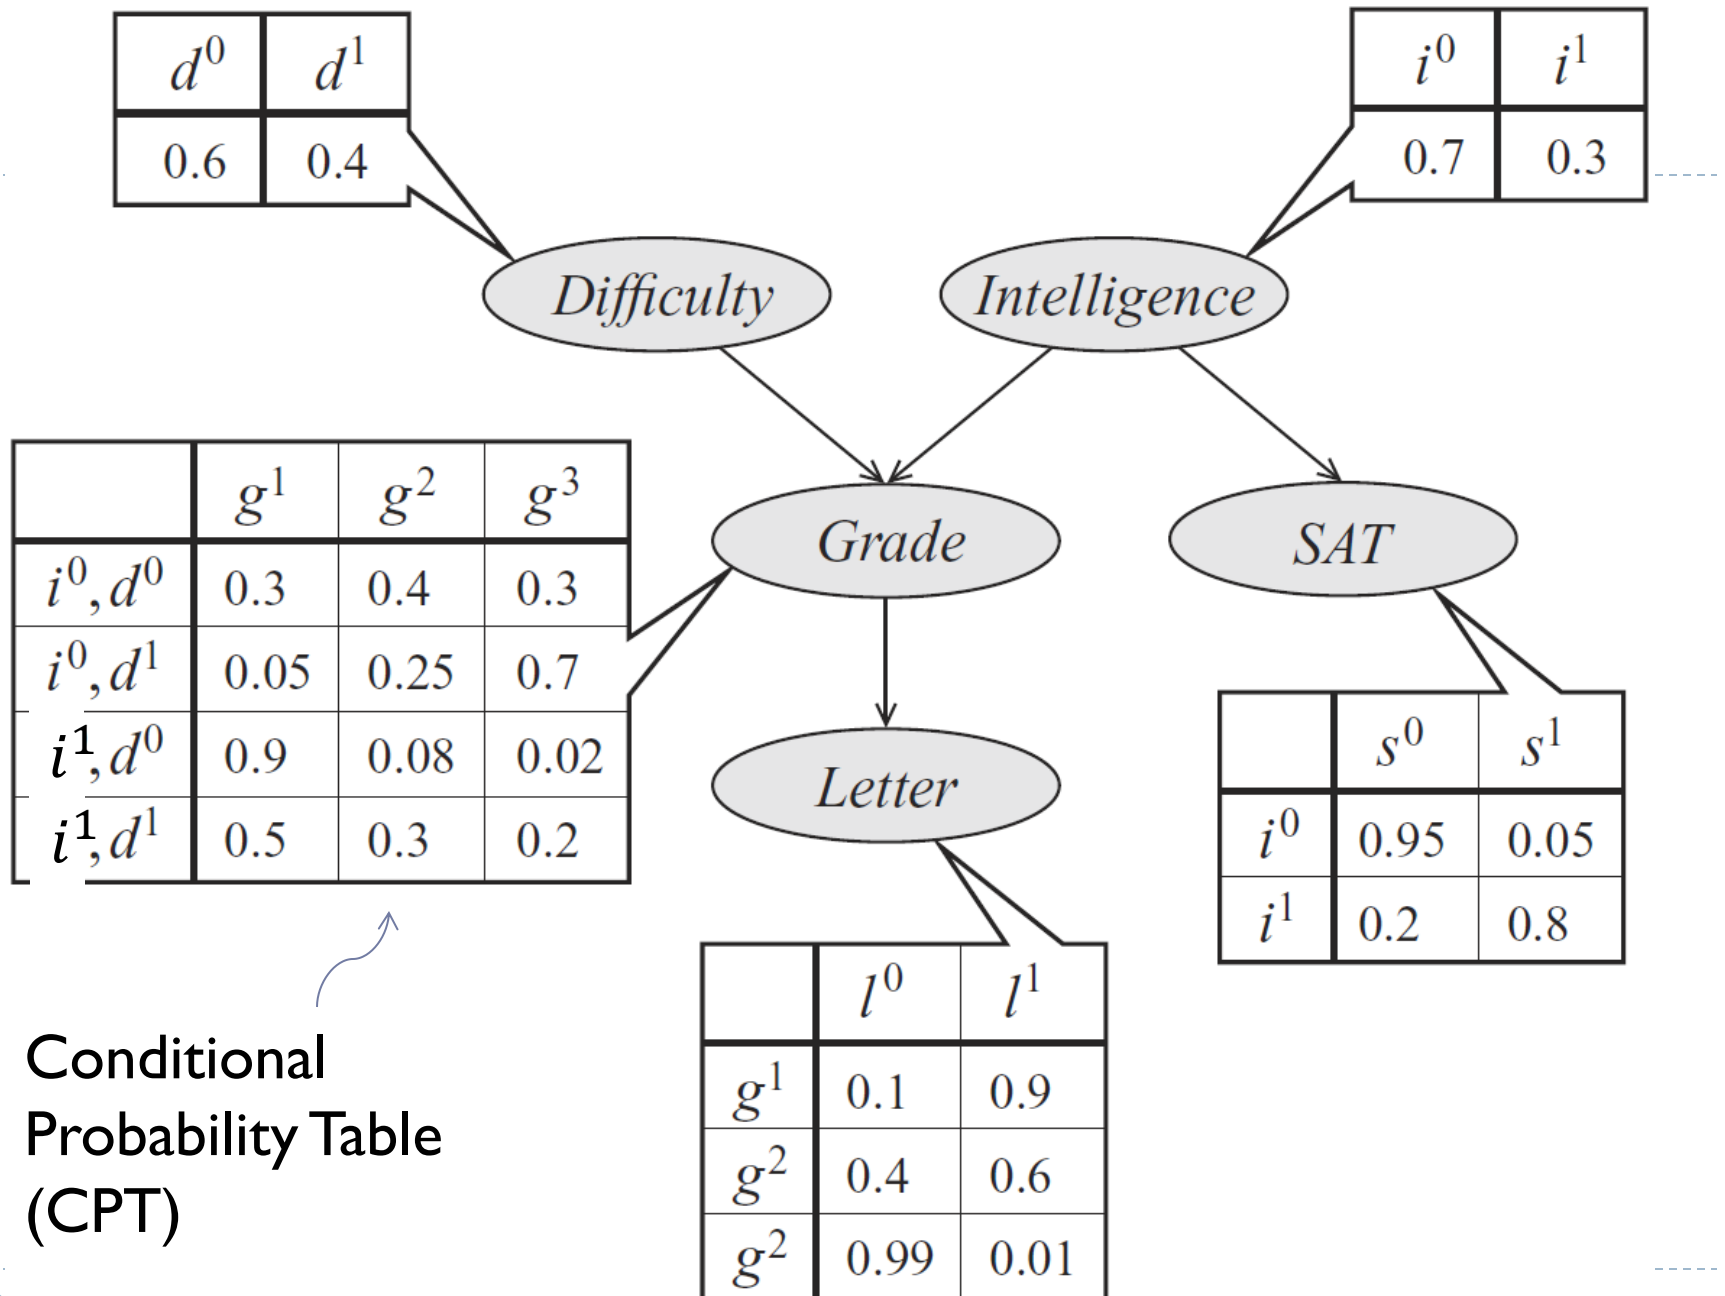 d⁰ d¹
0.6 0.4
i⁰ i¹
0.7 0.3
Difficulty
Intelligence
g¹ g² g³
i⁰, d⁰ 0.3 0.4 0.3
i⁰, d¹ 0.05 0.25 0.7
i¹, d⁰ 0.9 0.08 0.02
i¹, d¹ 0.5 0.3 0.2
Grade
SAT
Letter
s⁰ s¹
i⁰ 0.95 0.05
i¹ 0.2 0.8
l⁰ l¹
g¹ 0.1 0.9
g² 0.4 0.6
g² 0.99 0.01
Conditional
Probability Table
(CPT)